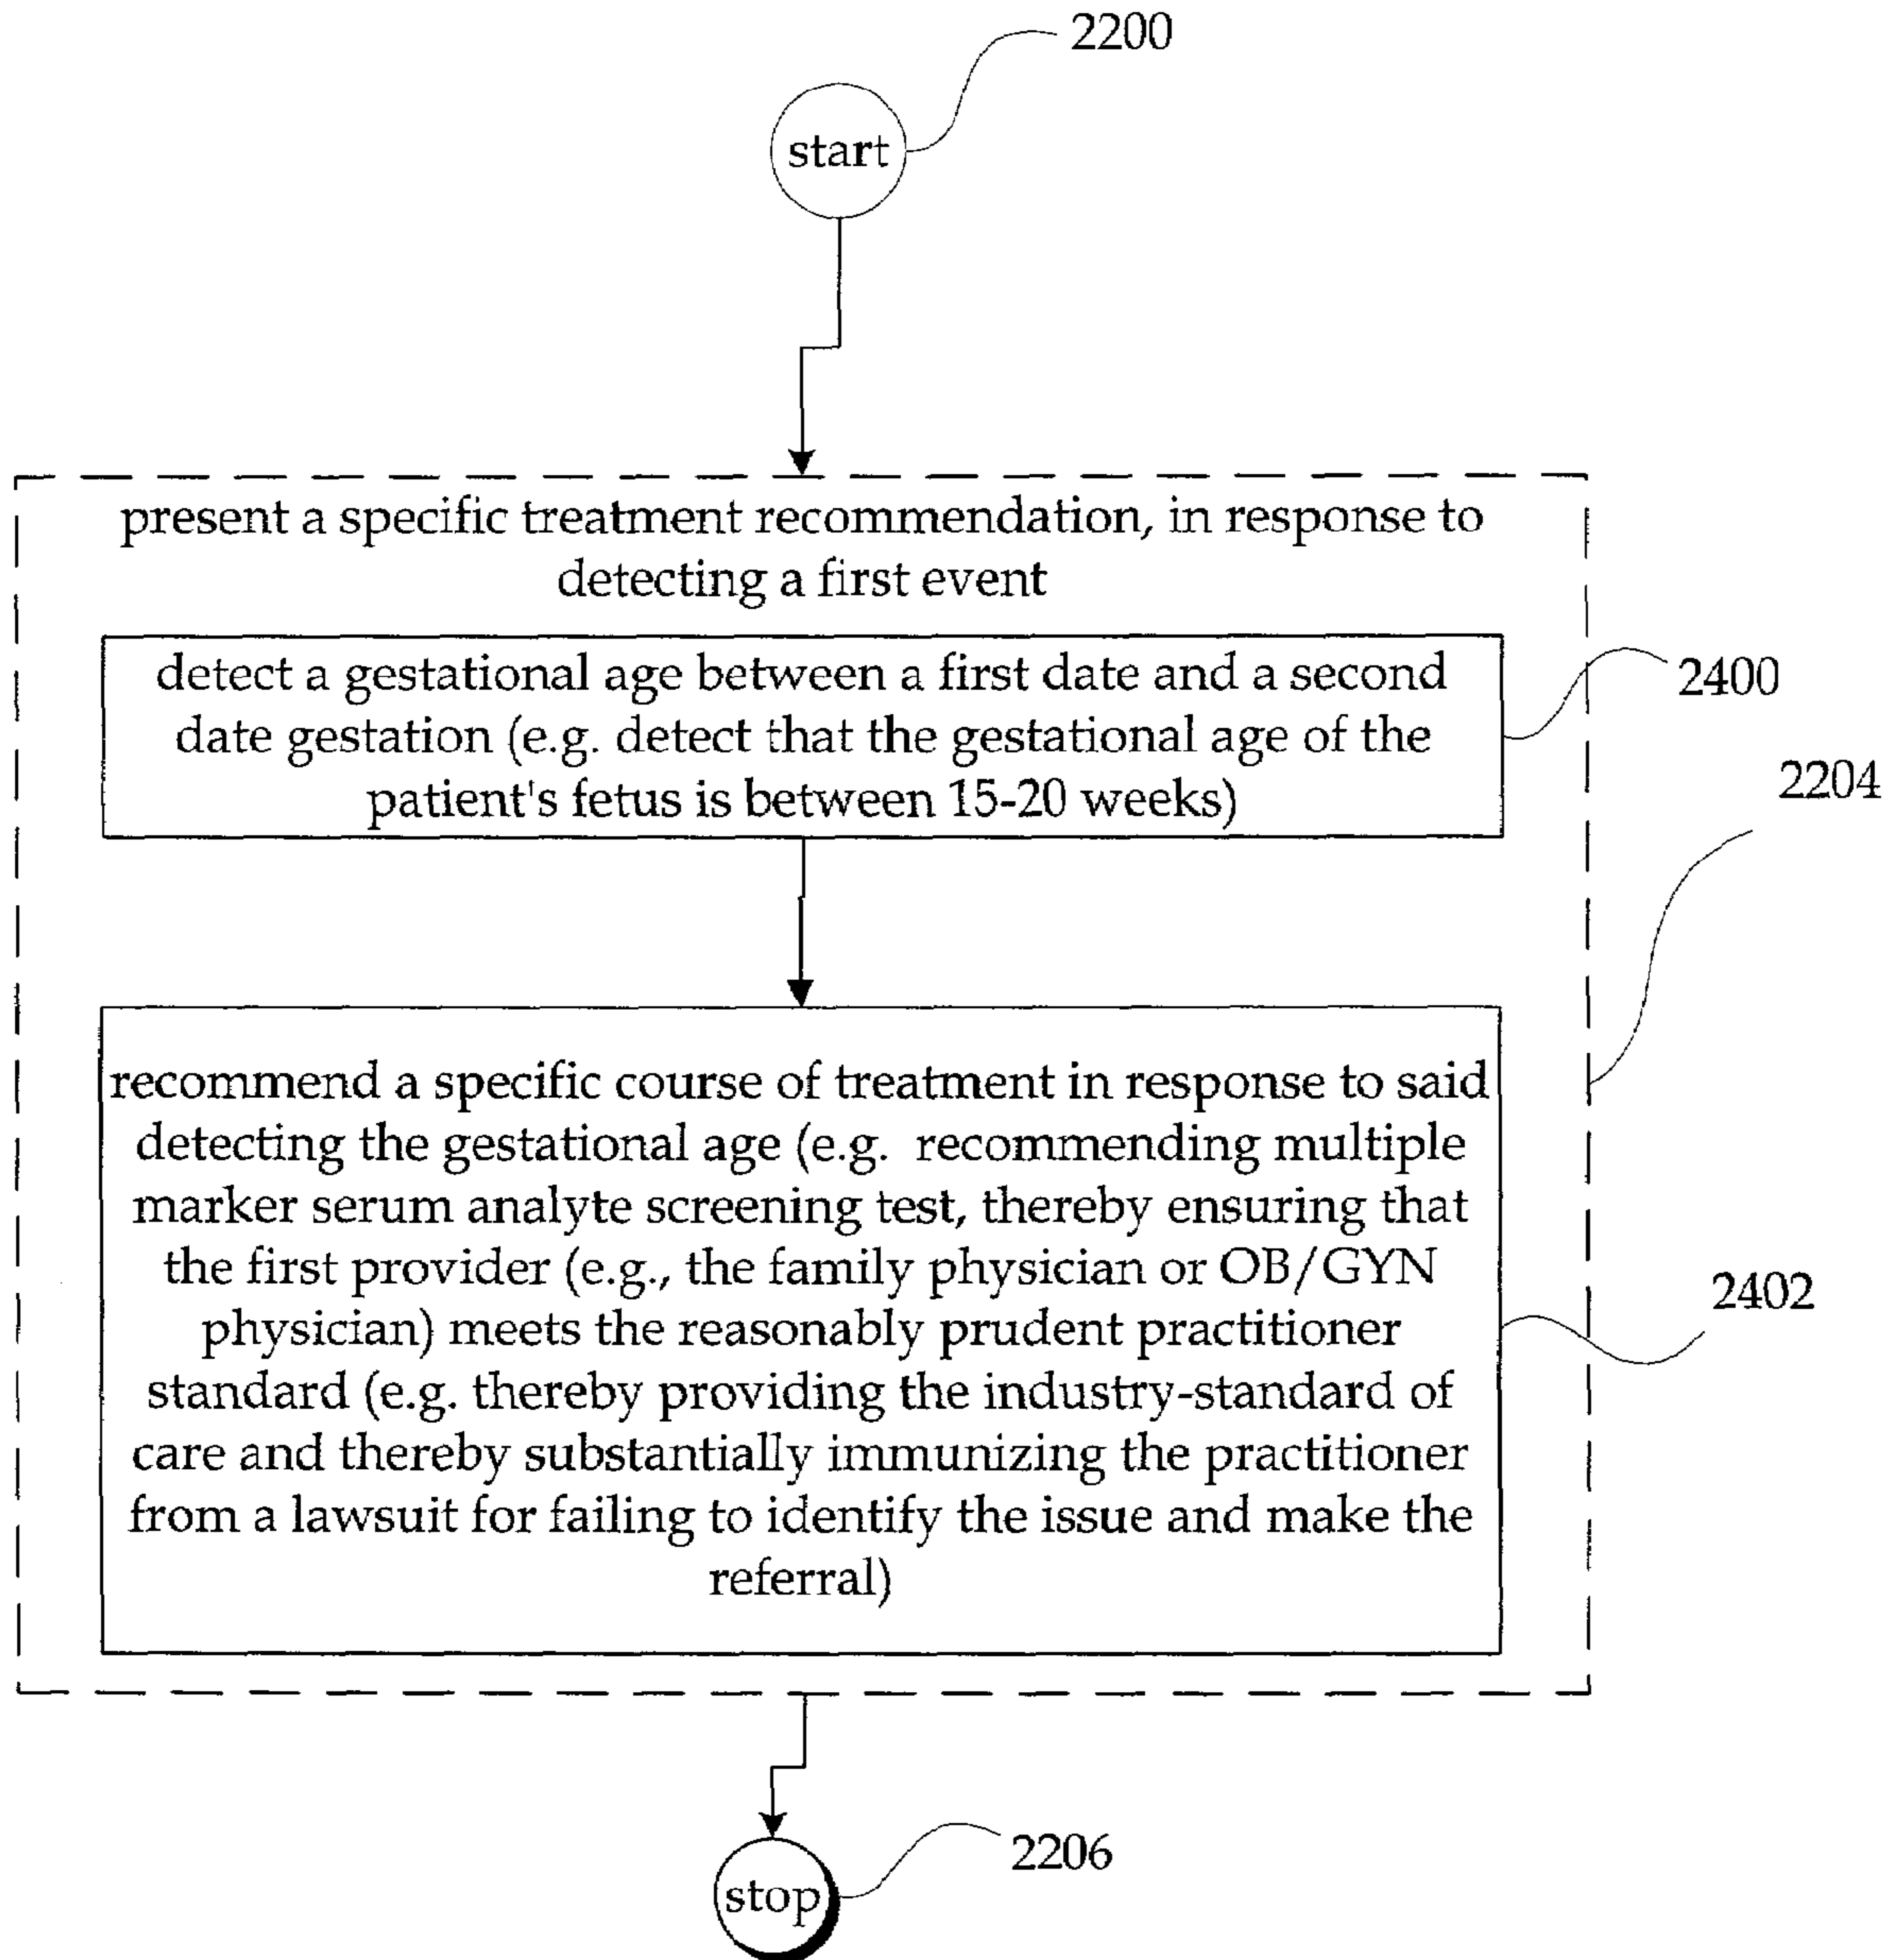 2200
start
present a specific treatment recommendation, in response to
detecting a first event
detect a gestational age between a first date and a second
date gestation (e.g. detect that the gestational age of the
patient's fetus is between 15-20 weeks)
2400
2204
recommend a specific course of treatment in response to said
detecting the gestational age (e.g. recommending multiple
marker serum analyte screening test, thereby ensuring that
the first provider (e.g., the family physician or OB/GYN
physician) meets the reasonably prudent practitioner
standard (e.g. thereby providing the industry-standard of
care and thereby substantially immunizing the practitioner
from a lawsuit for failing to identify the issue and make the
referral)
2402
stop
2206